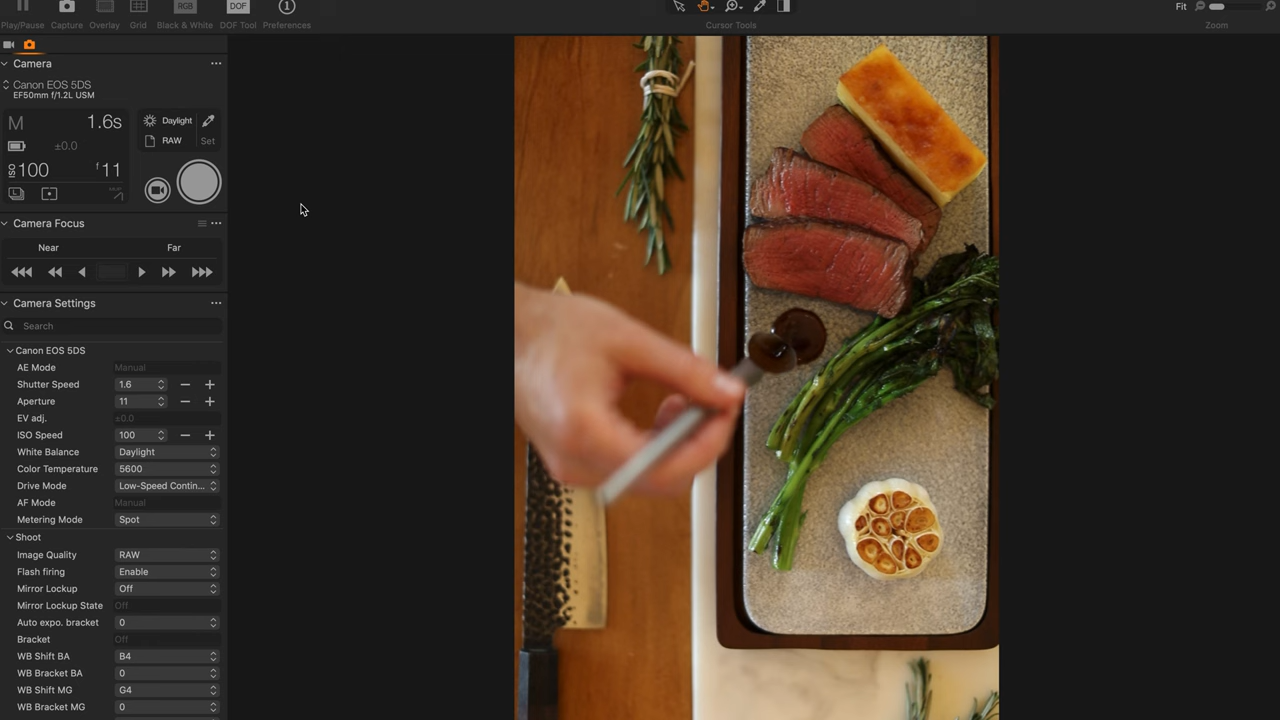 RGB DOF
Play/Pause Capture Overlay Grid Black & White DOF Tool Preferences Cursor Tools Fit Zoom
Camera
Canon EOS 5DS
EF50mm f/1.2L USM
M 1.6s Daylight
±0.0 RAW Set
ISO 100 f 11
Camera Focus
Near Far
Camera Settings
Search
Canon EOS 5DS
AE Mode Manual
Shutter Speed 1.6
Aperture 11
EV adj. ±0.0
ISO Speed 100
White Balance Daylight
Color Temperature 5600
Drive Mode Low-Speed Contin...
AF Mode Manual
Metering Mode Spot
Shoot
Image Quality RAW
Flash firing Enable
Mirror Lockup Off
Mirror Lockup State Off
Auto expo. bracket 0
Bracket Off
WB Shift BA B4
WB Bracket BA 0
WB Shift MG G4
WB Bracket MG 0